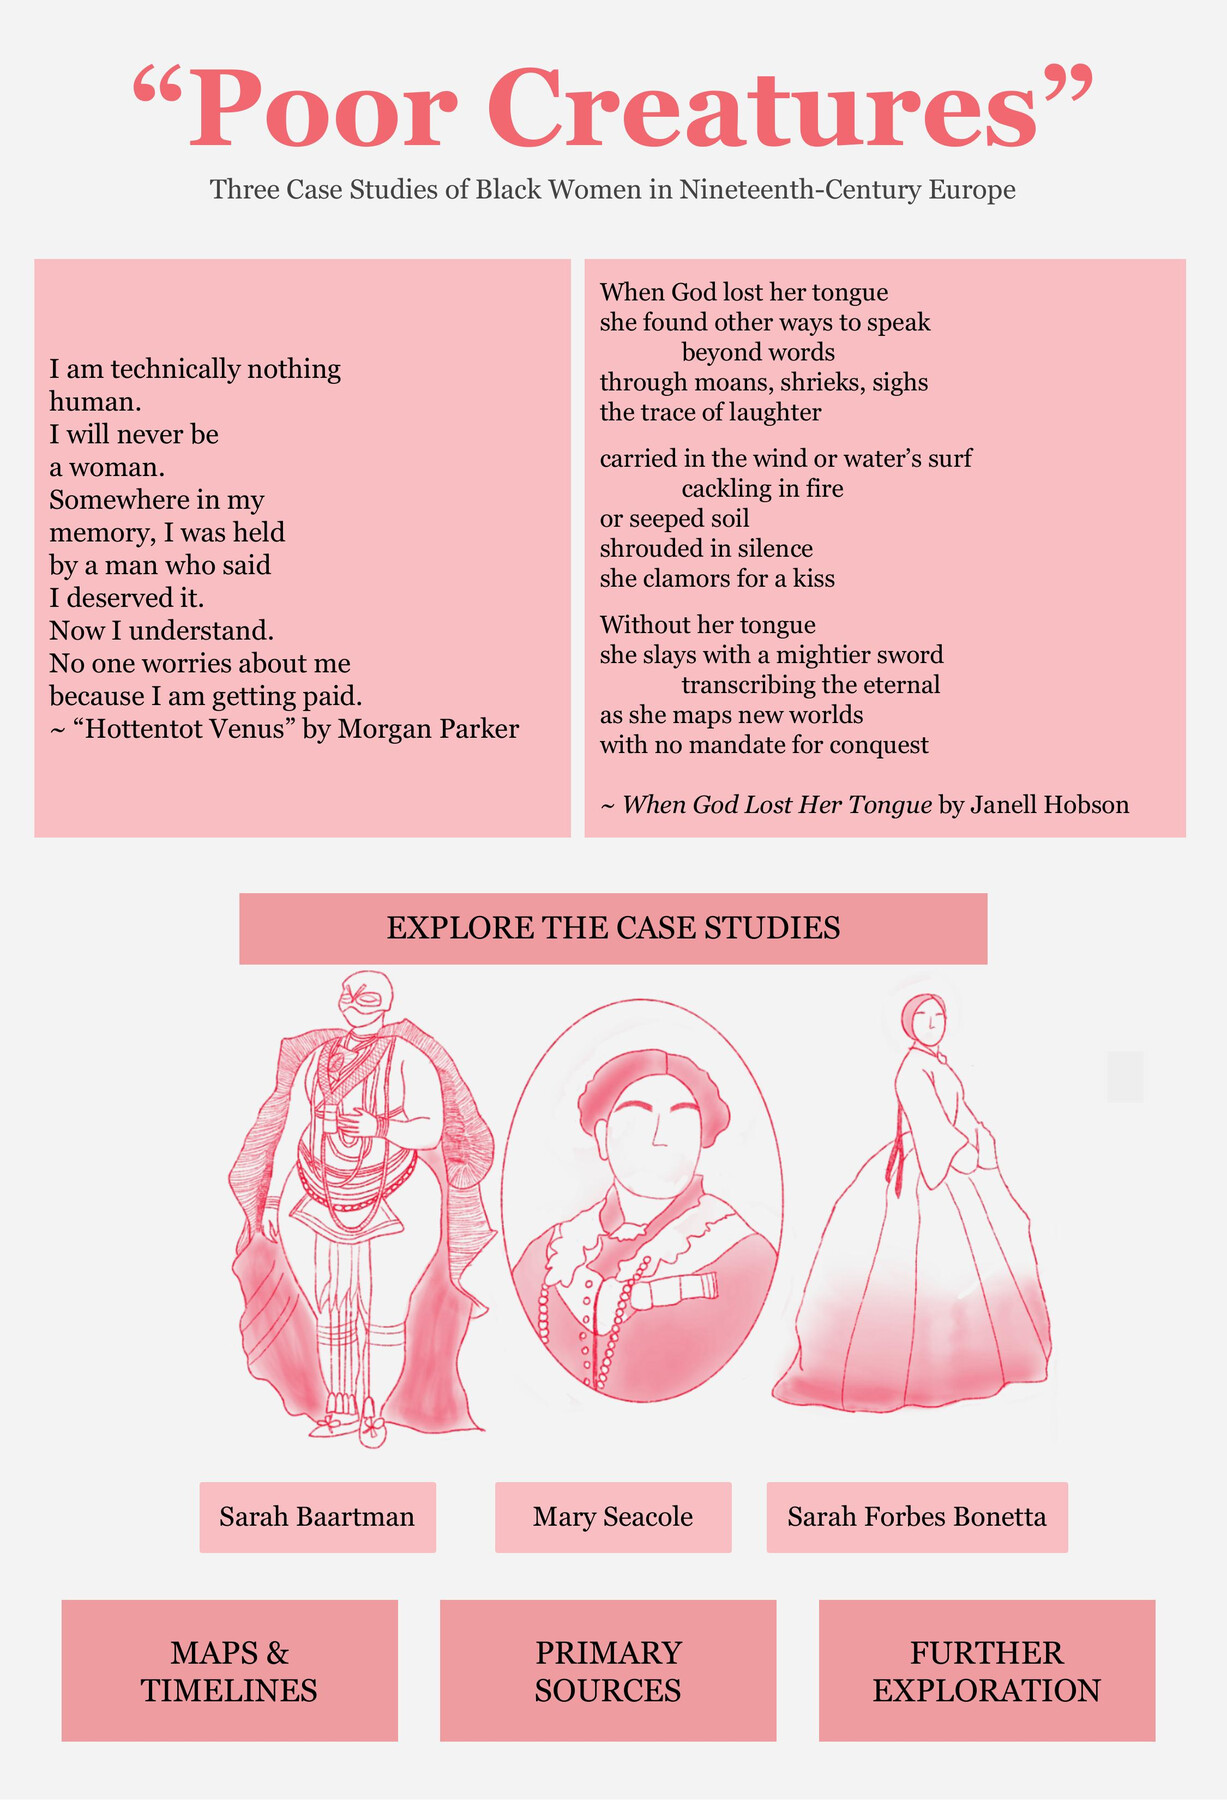 “Poor Creatures”
Three Case Studies of Black Women in Nineteenth-Century Europe
I am technically nothing
human.
I will never be
a woman.
Somewhere in my
memory, I was held
by a man who said
I deserved it.
Now I understand.
No one worries about me
because I am getting paid.
~ “Hottentot Venus” by Morgan Parker
When God lost her tongue
she found other ways to speak
beyond words
through moans, shrieks, sighs
the trace of laughter
carried in the wind or water’s surf
cackling in fire
or seeped soil
shrouded in silence
she clamors for a kiss
Without her tongue
she slays with a mightier sword
transcribing the eternal
as she maps new worlds
with no mandate for conquest
~ When God Lost Her Tongue by Janell Hobson
EXPLORE THE CASE STUDIES
Sarah Baartman
Mary Seacole
Sarah Forbes Bonetta
MAPS &
TIMELINES
PRIMARY
SOURCES
FURTHER
EXPLORATION